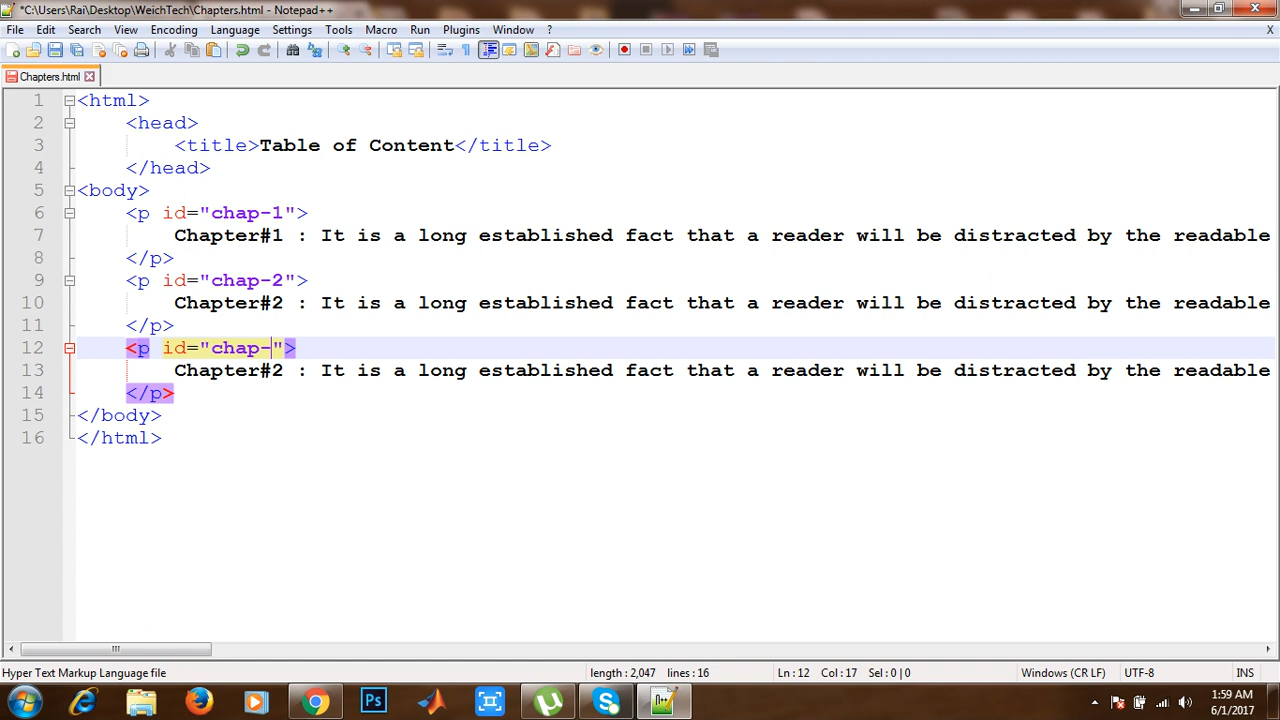 *C:\Users\Rai\Desktop\WeichTech\Chapters.html - Notepad++
File Edit Search View Encoding Language Settings Tools Macro Run Plugins Window ? X
Chapters.html
1 <html>
2 <head>
3 <title>Table of Content</title>
4 </head>
5 <body>
6 <p id="chap-1">
7 Chapter#1 : It is a long established fact that a reader will be distracted by the readable
8 </p>
9 <p id="chap-2">
10 Chapter#2 : It is a long established fact that a reader will be distracted by the readable
11 </p>
12 <p id="chap-">
13 Chapter#2 : It is a long established fact that a reader will be distracted by the readable
14 </p>
15 </body>
16 </html>
Hyper Text Markup Language file length : 2,047 lines : 16 Ln : 12 Col : 17 Sel : 0 | 0 Windows (CR LF) UTF-8 INS
Ps 1:59 AM
6/1/2017